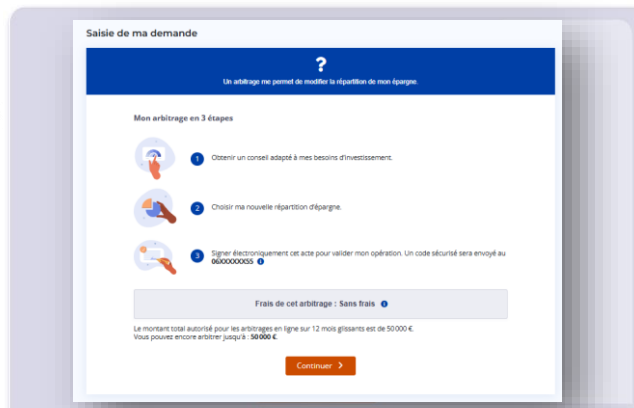 Saisie de ma demande
?
Un arbitrage me permet de modifier la répartition de mon épargne.
Mon arbitrage en 3 étapes
1 Obtenir un conseil adapté à mes besoins d'investissement.
2 Choisir ma nouvelle répartition d'épargne.
3 Signer électroniquement cet acte pour valider mon opération. Un code sécurisé sera envoyé au
06XXXXXX55 i
Frais de cet arbitrage : Sans frais i
Le montant total autorisé pour les arbitrages en ligne sur 12 mois glissants est de 50 000 €.
Vous pouvez encore arbitrer jusqu'à : 50 000 €.
Continuer >